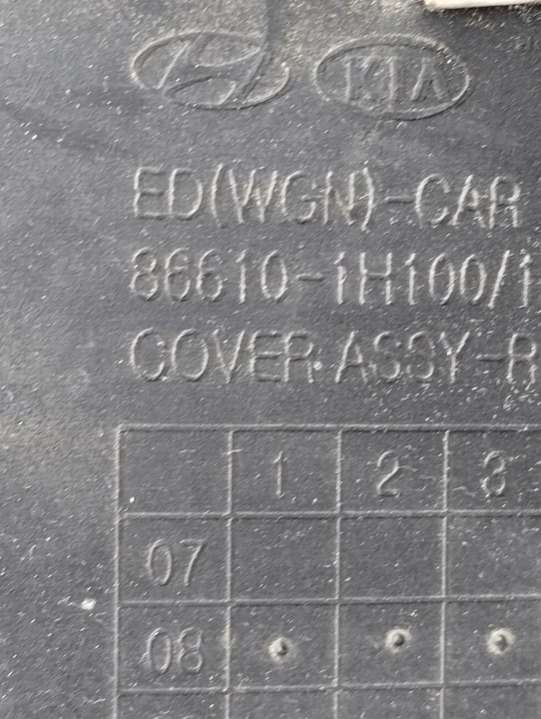 KIA
ED(WGN)-CAR
86610-1H100/1
COVER ASSY-R
1 2 3
07
08